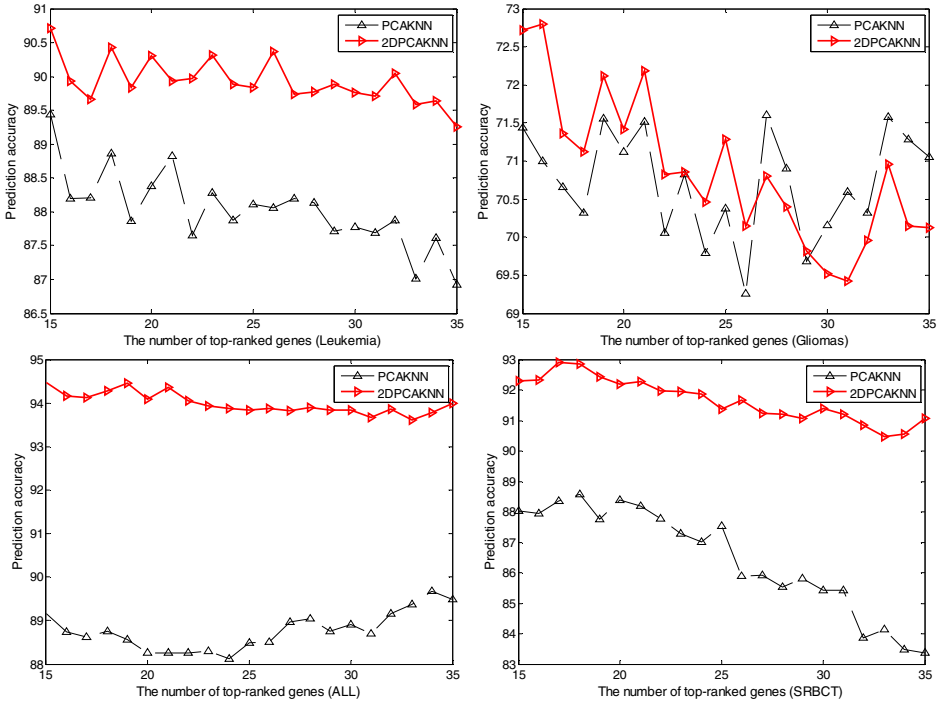 91
90.5
90
89.5
89
88.5
88
87.5
87
86.5
Prediction accuracy
PCAKNN
2DPCAKNN
15 20 25 30 35
The number of top-ranked genes (Leukemia)
73
72.5
72
71.5
71
70.5
70
69.5
69
Prediction accuracy
PCAKNN
2DPCAKNN
15 20 25 30 35
The number of top-ranked genes (Gliomas)
95
94
93
92
91
90
89
88
Prediction accuracy
PCAKNN
2DPCAKNN
15 20 25 30 35
The number of top-ranked genes (ALL)
93
92
91
90
89
88
87
86
85
84
83
Prediction accuracy
PCAKNN
2DPCAKNN
15 20 25 30 35
The number of top-ranked genes (SRBCT)